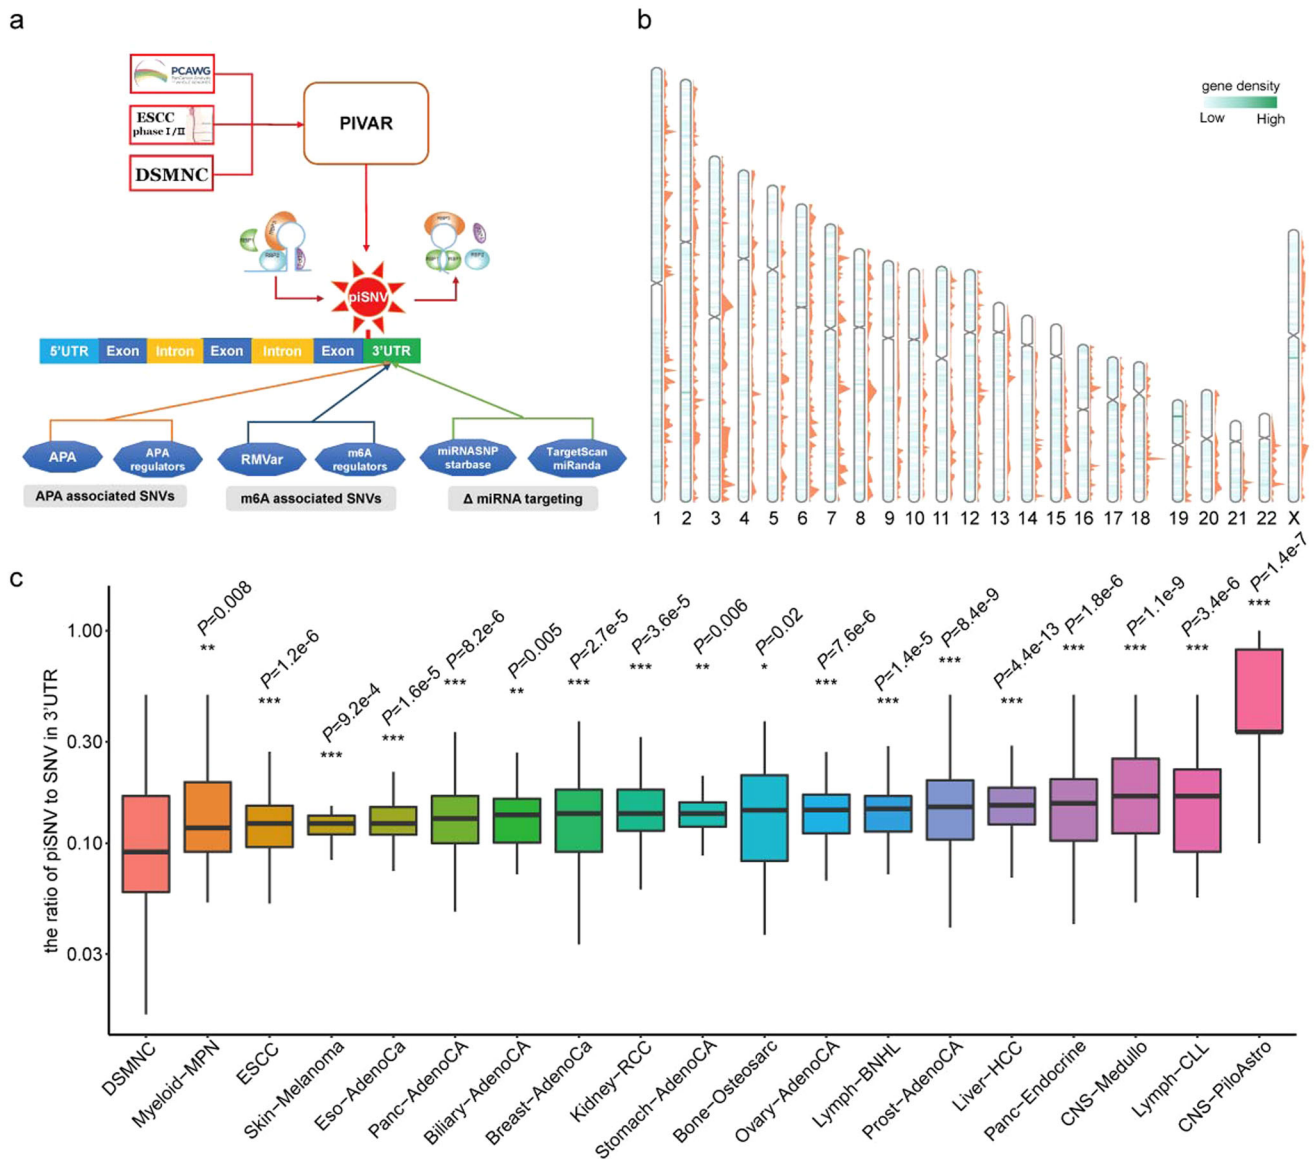 a
PCAWG
ESCC
phase I/II
DSMNC
PIVAR
piSNV
5'UTR Exon Intron Exon Intron Exon 3'UTR
APA
APA
regulators
RMVar
m6A
regulators
miRNASNP
starbase
TargetScan
miRanda
APA associated SNVs
m6A associated SNVs
Δ miRNA targeting
b
gene density
Low High
1 2 3 4 5 6 7 8 9 10 11 12 13 14 15 16 17 18 19 20 21 22 X
c
the ratio of piSNV to SNV in 3'UTR
1.00
0.30
0.10
0.03
P=0.008
**
P=1.2e-6
***
P=9.2e-4
***
P=1.6e-5
***
P=8.2e-6
***
P=0.005
**
P=2.7e-5
***
P=3.6e-5
***
P=0.006
**
P=0.02
*
P=7.6e-6
***
P=1.4e-5
***
P=8.4e-9
***
P=4.4e-13
***
P=1.8e-6
***
P=1.1e-9
***
P=3.4e-6
***
P=1.4e-7
***
DSMNC
Myeloid−MPN
ESCC
Skin−Melanoma
Eso−AdenoCa
Panc−AdenoCA
Biliary−AdenoCA
Breast−AdenoCa
Kidney−RCC
Stomach−AdenoCA
Bone−Osteosarc
Ovary−AdenoCA
Lymph−BNHL
Prost−AdenoCA
Liver−HCC
Panc−Endocrine
CNS−Medullo
Lymph−CLL
CNS−PiloAstro